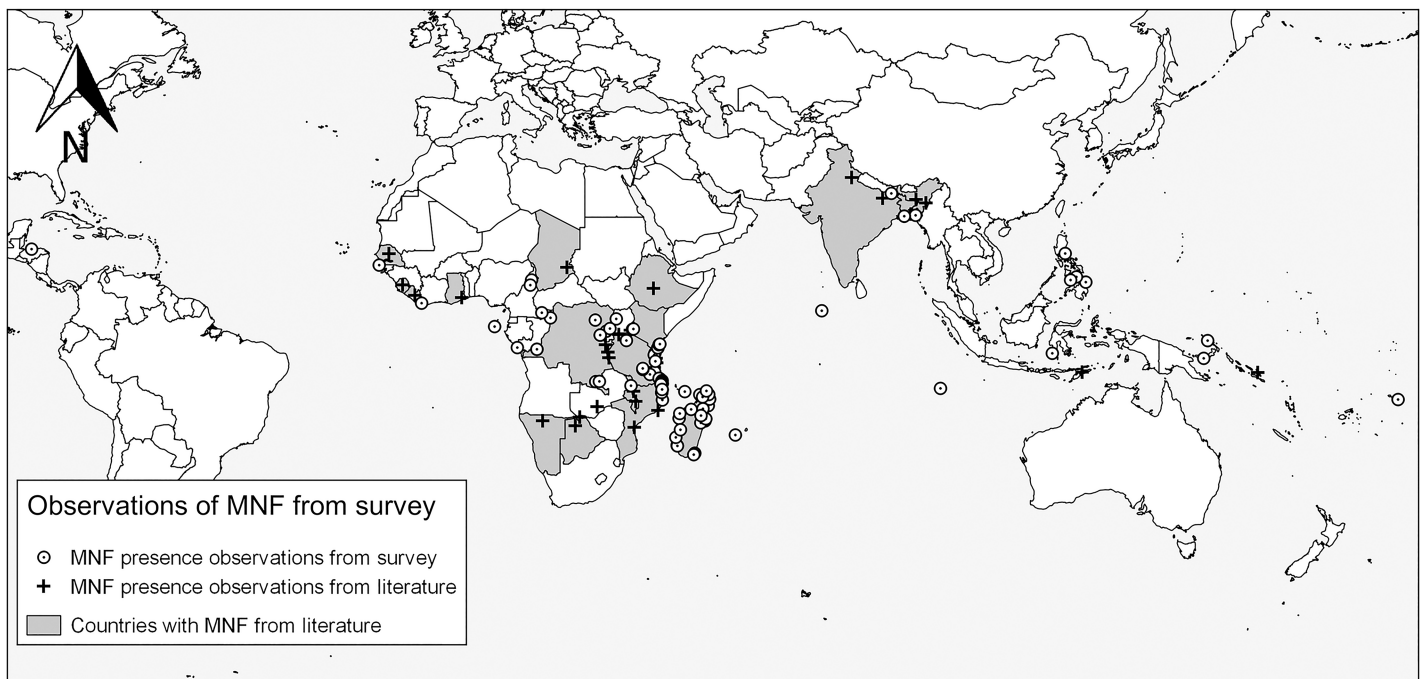 N
Observations of MNF from survey
MNF presence observations from survey
MNF presence observations from literature
Countries with MNF from literature